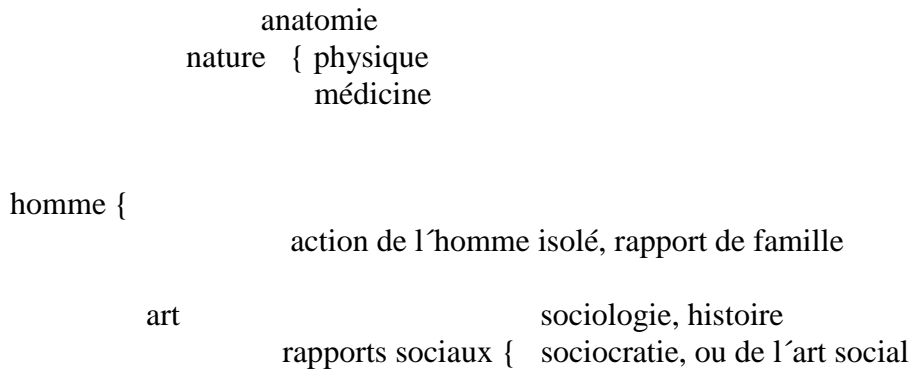 anatomie
nature { physique
médicine
homme {
action de l´homme isolé, rapport de famille
art sociologie, histoire
rapports sociaux { sociocratie, ou de l´art social